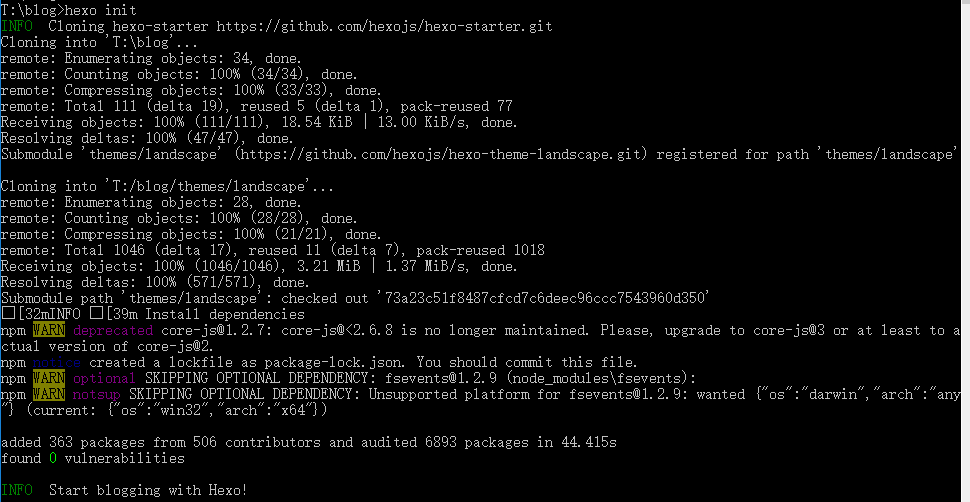 T:\blog>hexo init
INFO  Cloning hexo-starter https://github.com/hexojs/hexo-starter.git
Cloning into 'T:\blog'...
remote: Enumerating objects: 34, done.
remote: Counting objects: 100% (34/34), done.
remote: Compressing objects: 100% (33/33), done.
remote: Total 111 (delta 19), reused 5 (delta 1), pack-reused 77
Receiving objects: 100% (111/111), 18.54 KiB | 13.00 KiB/s, done.
Resolving deltas: 100% (47/47), done.
Submodule 'themes/landscape' (https://github.com/hexojs/hexo-theme-landscape.git) registered for path 'themes/landscape'
Cloning into 'T:/blog/themes/landscape'...
remote: Enumerating objects: 28, done.
remote: Counting objects: 100% (28/28), done.
remote: Compressing objects: 100% (21/21), done.
remote: Total 1046 (delta 17), reused 11 (delta 7), pack-reused 1018
Receiving objects: 100% (1046/1046), 3.21 MiB | 1.37 MiB/s, done.
Resolving deltas: 100% (571/571), done.
Submodule path 'themes/landscape': checked out '73a23c51f8487cfcd7c6deec96ccc7543960d350'
□[32mINFO □[39m Install dependencies
npm WARN deprecated core-js@1.2.7: core-js@<2.6.8 is no longer maintained. Please, upgrade to core-js@3 or at least to a
ctual version of core-js@2.
npm notice created a lockfile as package-lock.json. You should commit this file.
npm WARN optional SKIPPING OPTIONAL DEPENDENCY: fsevents@1.2.9 (node_modules\fsevents):
npm WARN notsup SKIPPING OPTIONAL DEPENDENCY: Unsupported platform for fsevents@1.2.9: wanted {"os":"darwin","arch":"any
"} (current: {"os":"win32","arch":"x64"})
added 363 packages from 506 contributors and audited 6893 packages in 44.415s
found 0 vulnerabilities
INFO  Start blogging with Hexo!